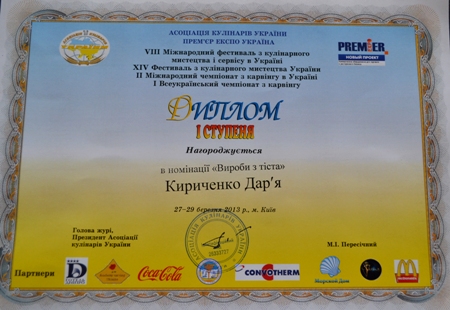 АСОЦІАЦІЯ КУЛІНАРІВ УКРАЇНИ
ПРЕМ'ЄР ЕКСПО УКРАЇНА
VIII Міжнародний фестиваль з кулінарного
мистецтва і сервісу в Україні
XIV Фестиваль з кулінарного мистецтва України
II Міжнародний чемпіонат з карвінгу в Україні
I Всеукраїнський чемпіонат з карвінгу
PREMIER
НОВЫЙ ПРОЕКТ
ДИПЛОМ
I СТУПЕНЯ
Нагороджується
в номінації «Вироби з тіста»
Кириченко Дар'я
27-29 березня 2013 р., м. Київ
Голова журі,
Президент Асоціації
кулінарів України
М.І. Пересічний
Партнери
Coca-Cola
CONVOTHERM